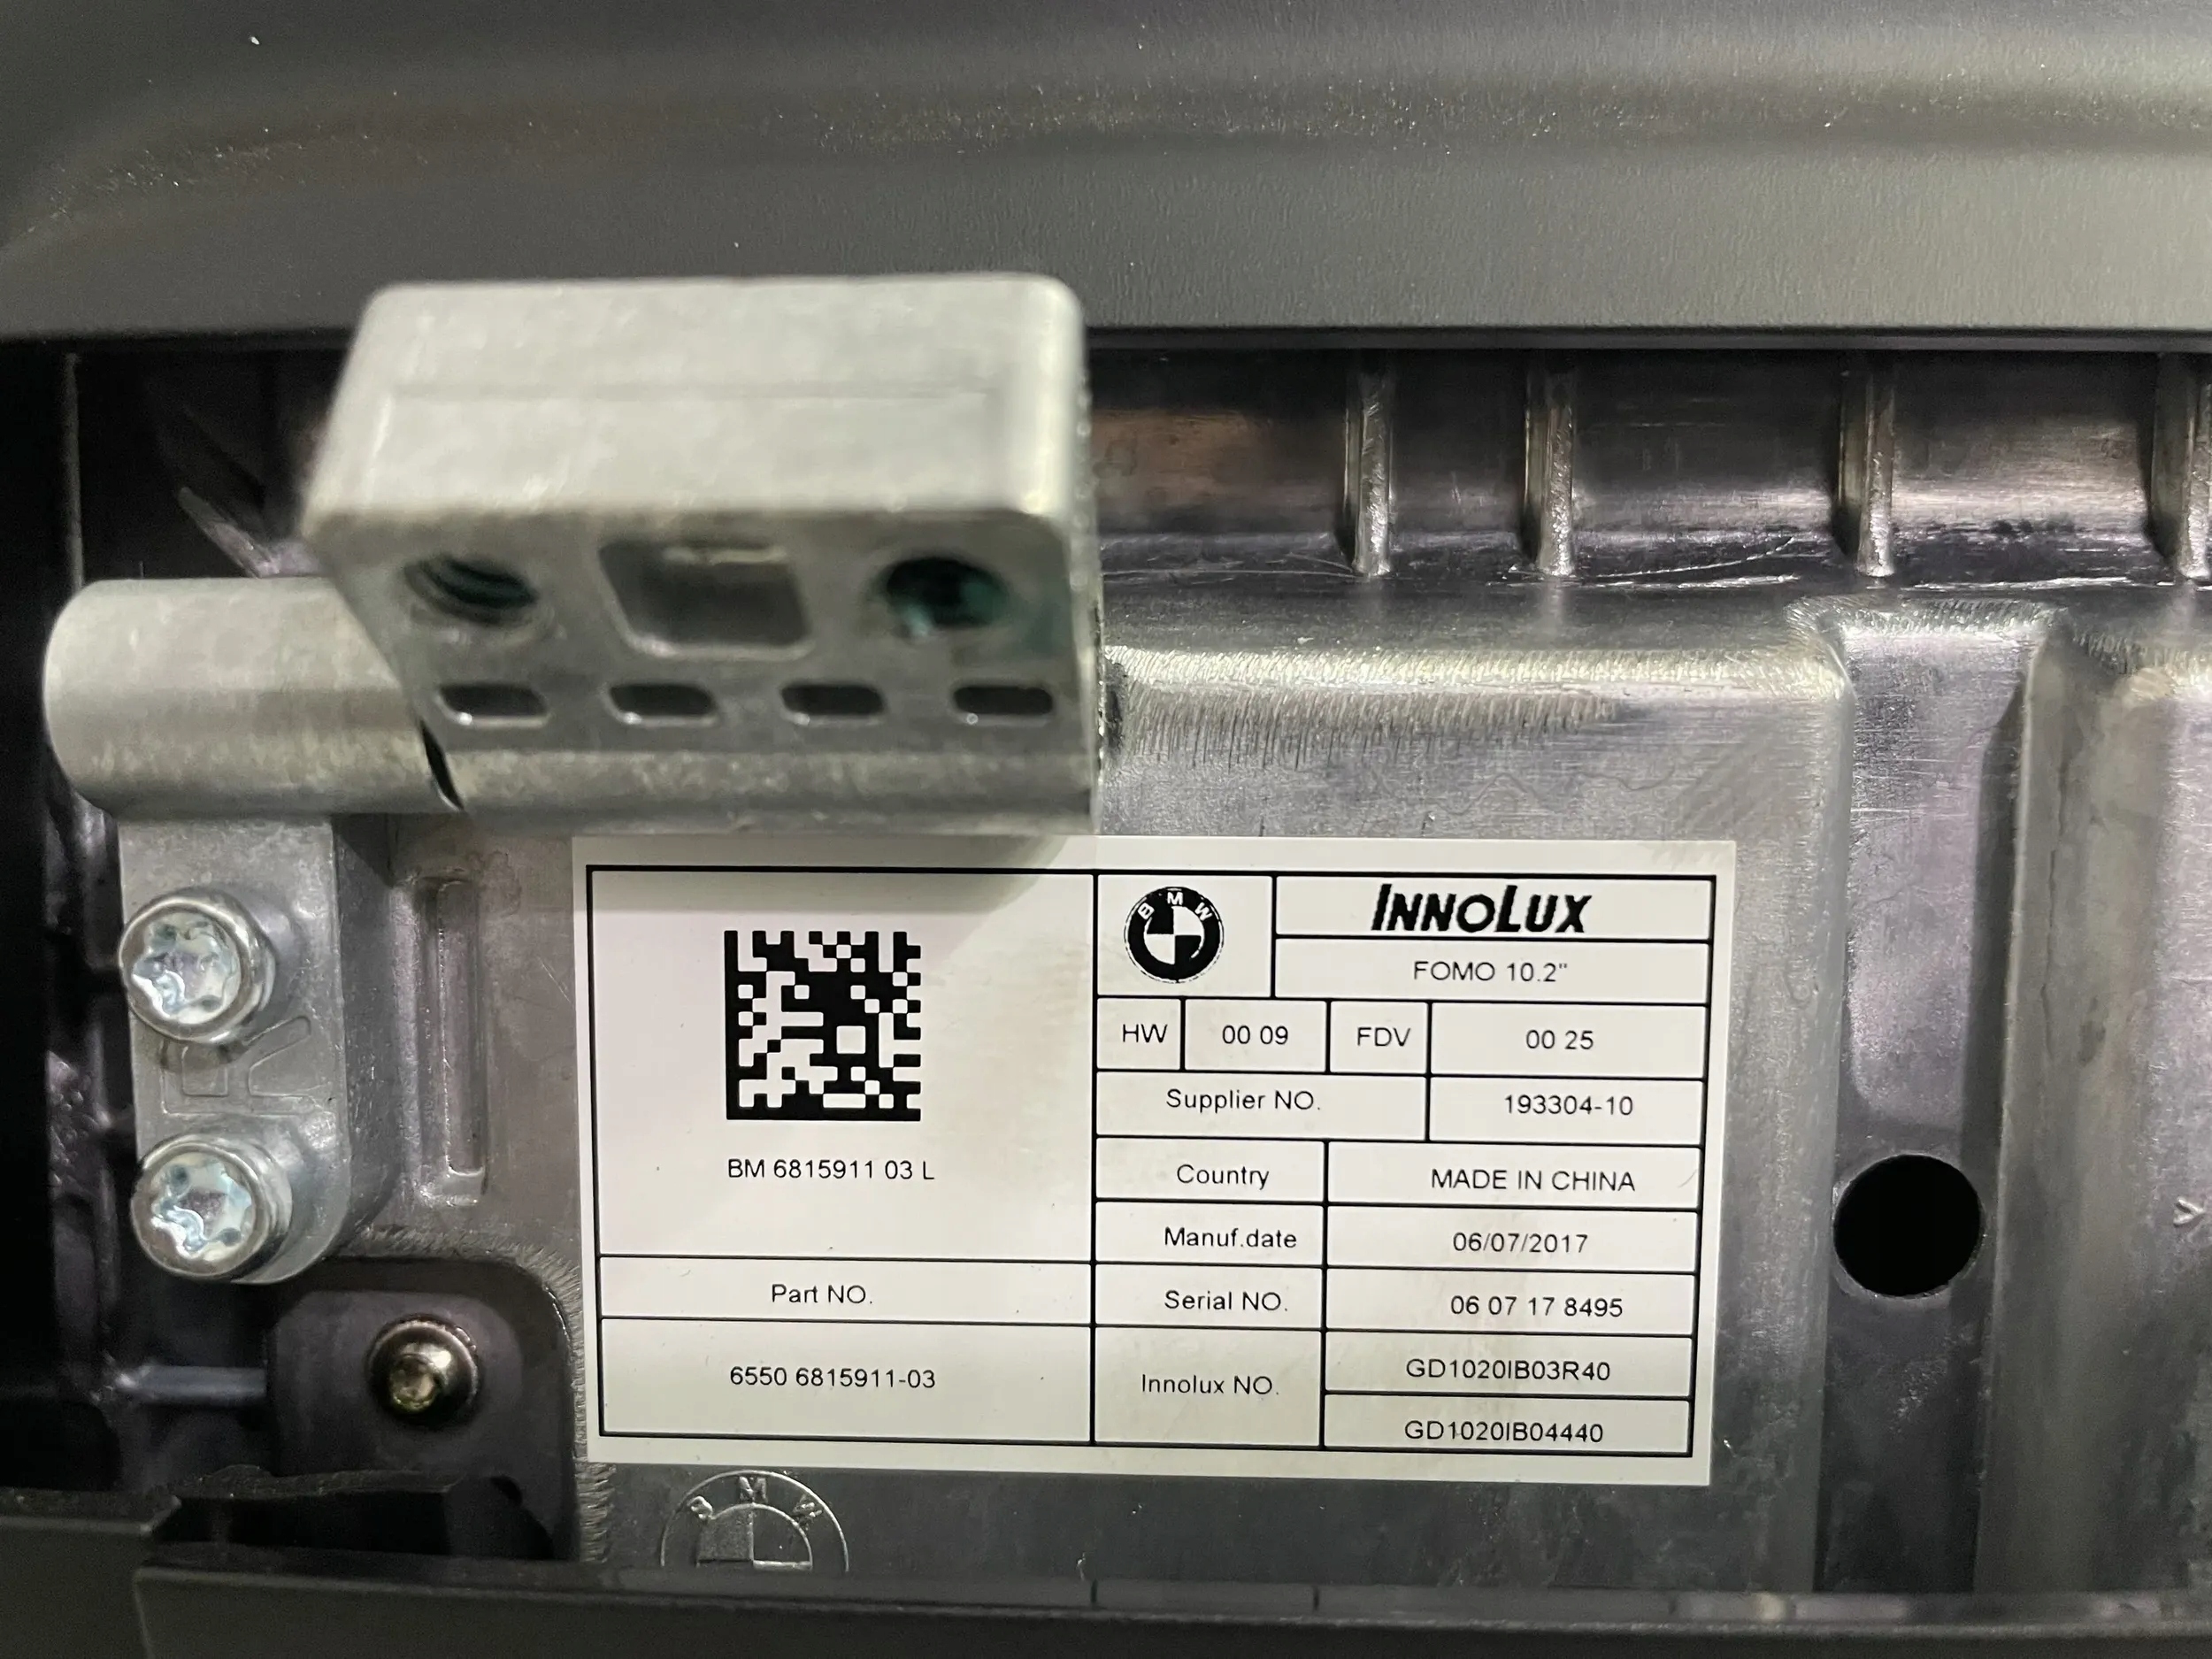 BM 6815911 03 L
Part NO.
6550 6815911-03
BMW
INNOLUX
FOMO 10.2"
HW 00 09 FDV 00 25
Supplier NO. 193304-10
Country MADE IN CHINA
Manuf.date 06/07/2017
Serial NO. 06 07 17 8495
Innolux NO. GD1020IB03R40
GD1020IB04440
BMW